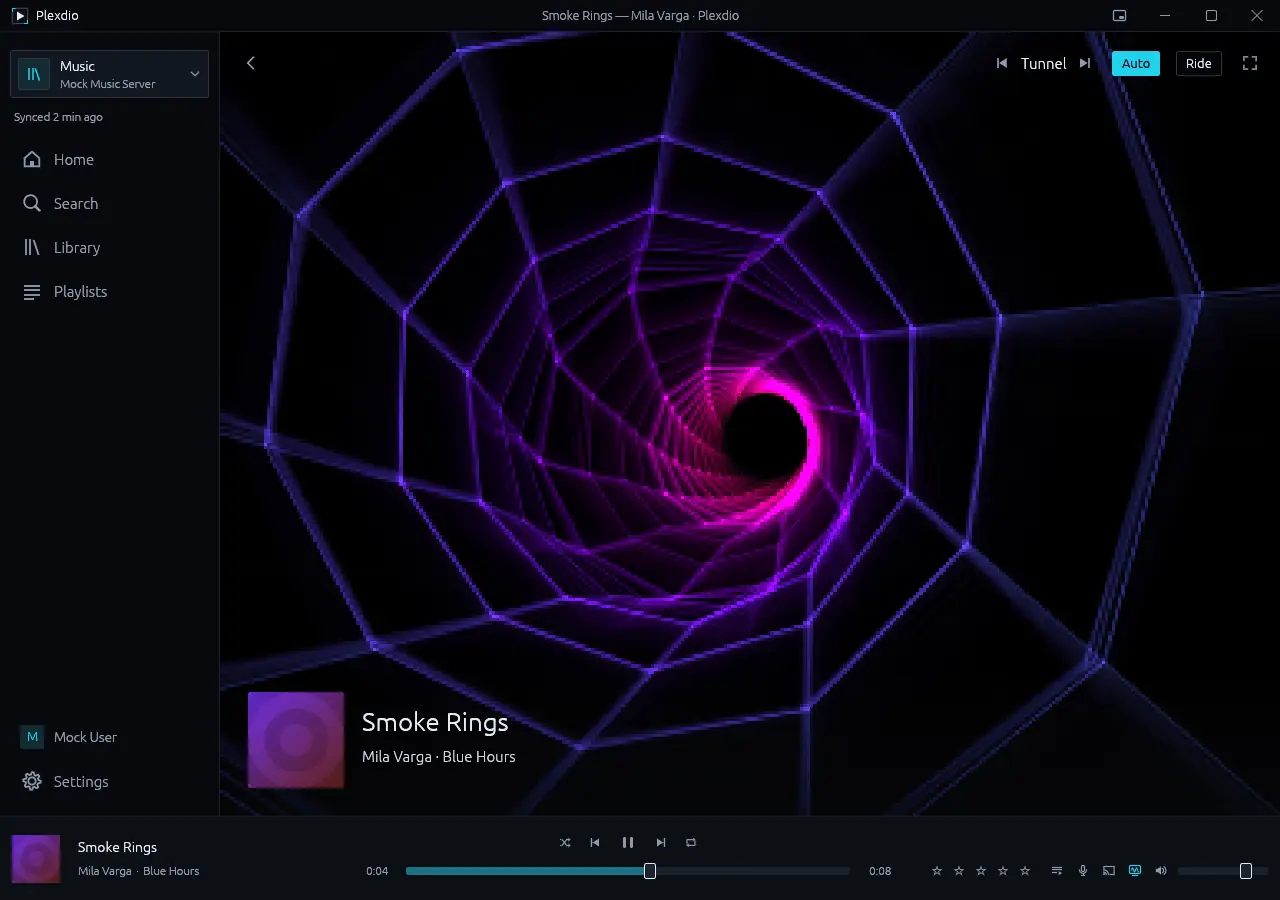 Plexdio
Smoke Rings — Mila Varga · Plexdio
Music
Mock Music Server
Synced 2 min ago
Home
Search
Library
Playlists
Tunnel
Auto
Ride
Smoke Rings
Mila Varga · Blue Hours
M
Mock User
Settings
Smoke Rings
Mila Varga · Blue Hours
0:04
0:08